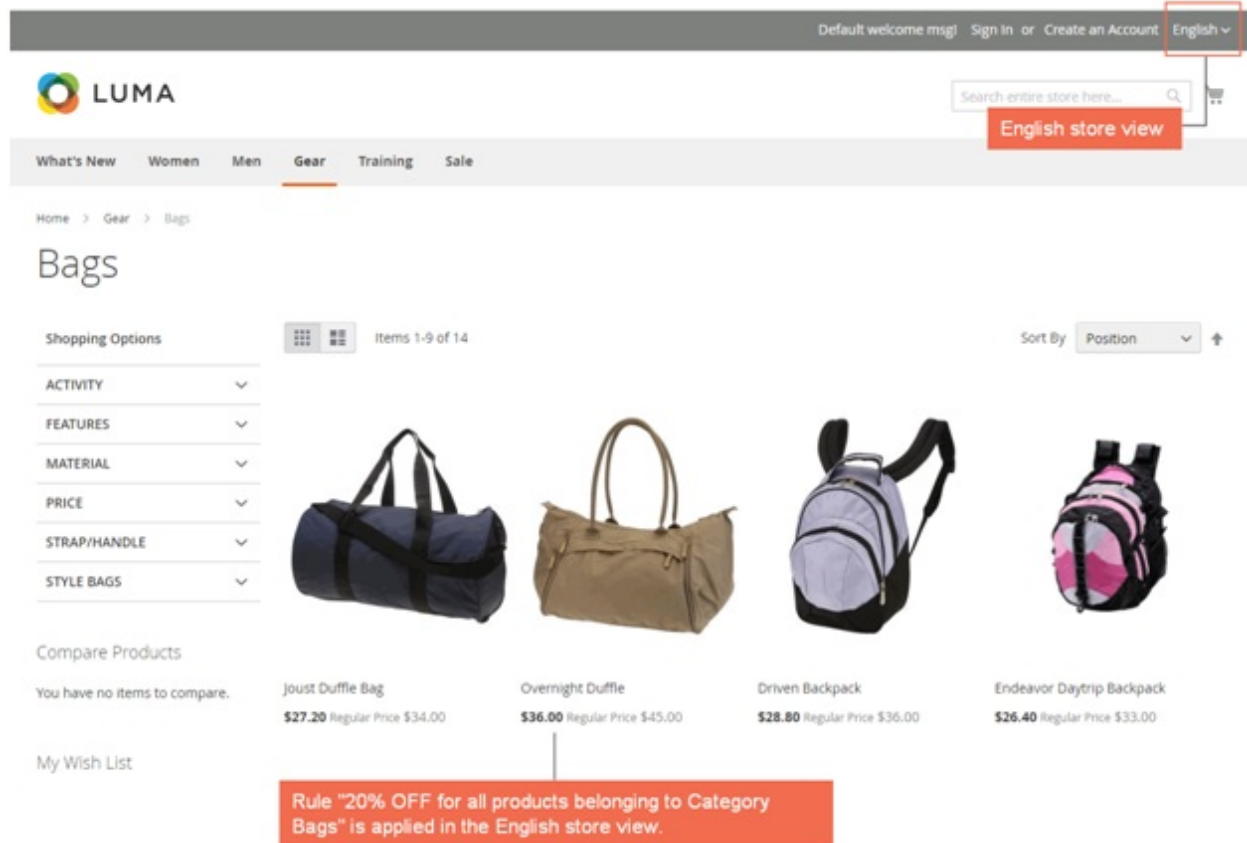 Default welcome msg! Sign In or Create an Account English
LUMA
Search entire store here...
English store view
What's New Women Men Gear Training Sale
Home > Gear > Bags
Bags
Shopping Options
Items 1-9 of 14
Sort By Position
ACTIVITY
FEATURES
MATERIAL
PRICE
STRAP/HANDLE
STYLE BAGS
Compare Products
You have no items to compare.
My Wish List
Joust Duffle Bag
$27.20 Regular Price $34.00
Overnight Duffle
$36.00 Regular Price $45.00
Driven Backpack
$28.80 Regular Price $36.00
Endeavor Daytrip Backpack
$26.40 Regular Price $33.00
Rule "20% OFF for all products belonging to Category
Bags" is applied in the English store view.